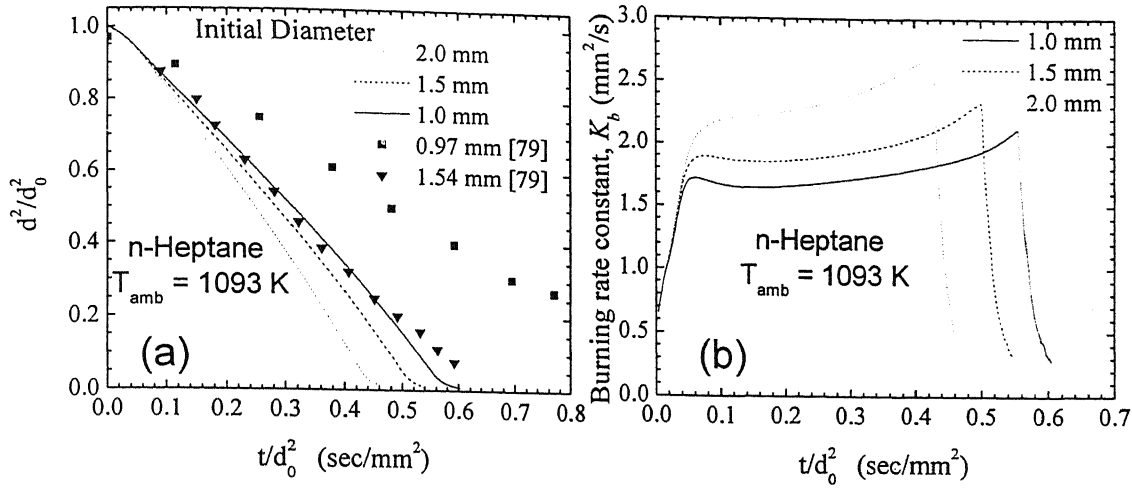 Initial Diameter
2.0 mm
1.5 mm
1.0 mm
0.97 mm [79]
1.54 mm [79]
n-Heptane
T_amb = 1093 K
(a)
d²/d₀²
1.0
0.8
0.6
0.4
0.2
0.0
0.0 0.1 0.2 0.3 0.4 0.5 0.6 0.7 0.8
t/d₀² (sec/mm²)
1.0 mm
1.5 mm
2.0 mm
n-Heptane
T_amb = 1093 K
(b)
Burning rate constant, K_b (mm²/s)
3.0
2.5
2.0
1.5
1.0
0.5
0.0
0.0 0.1 0.2 0.3 0.4 0.5 0.6 0.7
t/d₀² (sec/mm²)